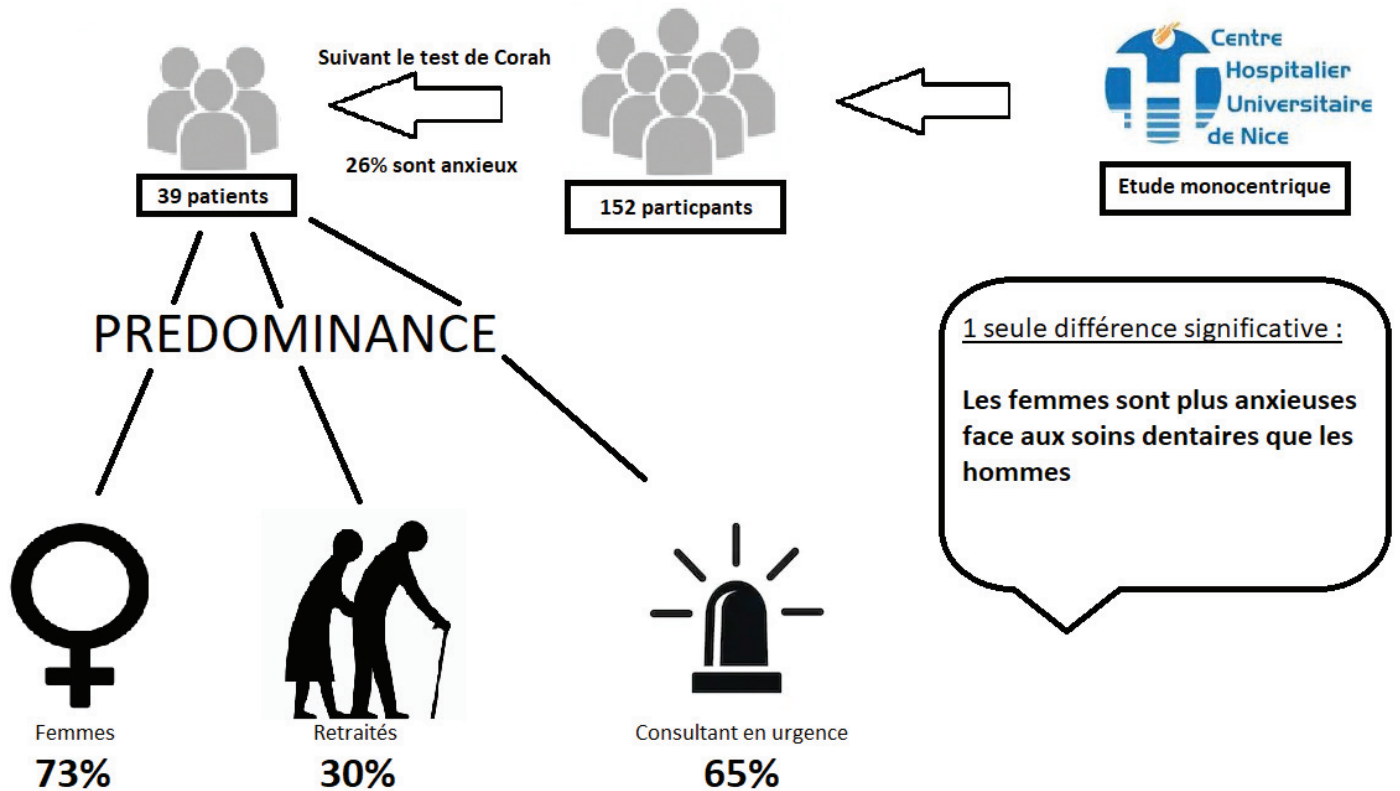 Centre
Hospitalier
Universitaire
de Nice
Etude monocentrique
152 particpants
Suivant le test de Corah
26% sont anxieux
39 patients
PREDOMINANCE
Femmes
73%
Retraités
30%
Consultant en urgence
65%
1 seule différence significative :
Les femmes sont plus anxieuses
face aux soins dentaires que les
hommes